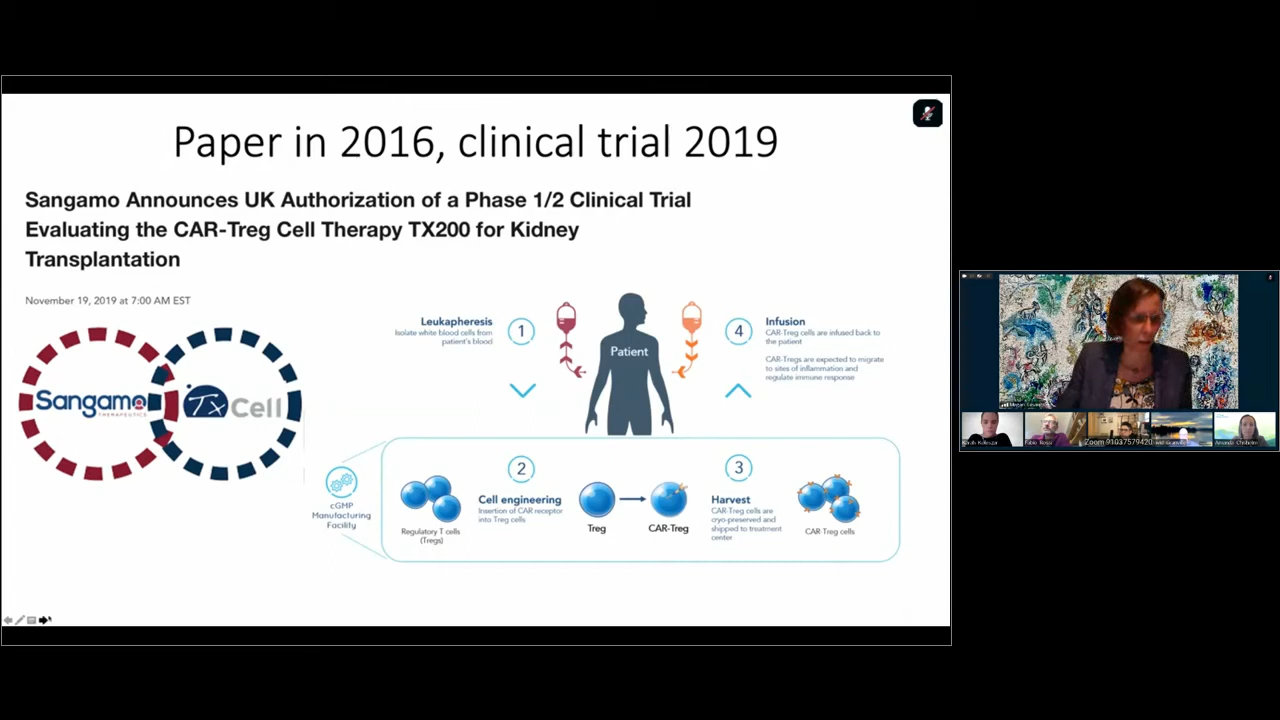 Paper in 2016, clinical trial 2019
Sangamo Announces UK Authorization of a Phase 1/2 Clinical Trial
Evaluating the CAR-Treg Cell Therapy TX200 for Kidney
Transplantation
November 19, 2019 at 7:00 AM EST
Sangamo
THERAPEUTICS
TxCell
Leukapheresis
Isolate white blood cells from
patient's blood
1
Patient
4
Infusion
CAR-Treg cells are infused back to
the patient
CAR-Tregs are expected to migrate
to sites of inflammation and
regulate immune response
cGMP
Manufacturing
Facility
Regulatory T cells
(Tregs)
2
Cell engineering
Insertion of CAR receptor
into Treg cells
Treg
CAR-Treg
3
Harvest
CAR-Treg cells are
cryo-preserved and
shipped to treatment
center
CAR-Treg cells
Zoom 91037579420
Amanda Chisholm